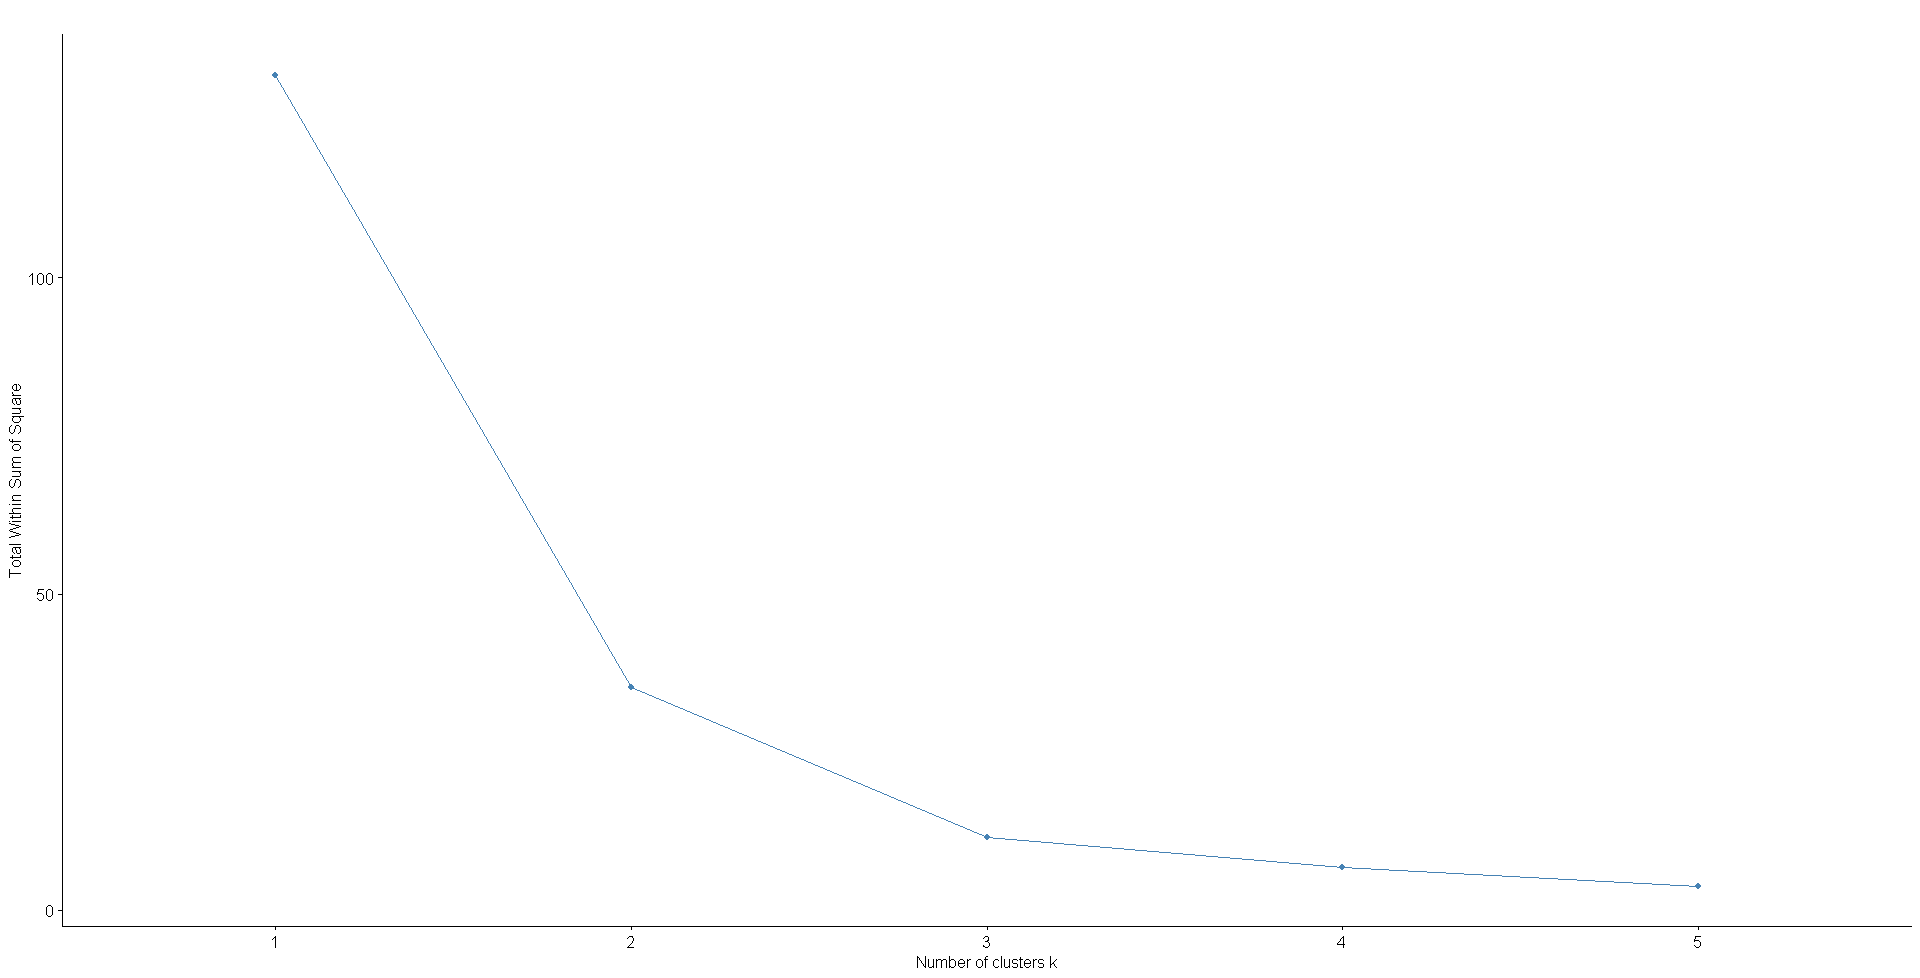 Total Within Sum of Square
100
50
0
1 2 3 4 5
Number of clusters k